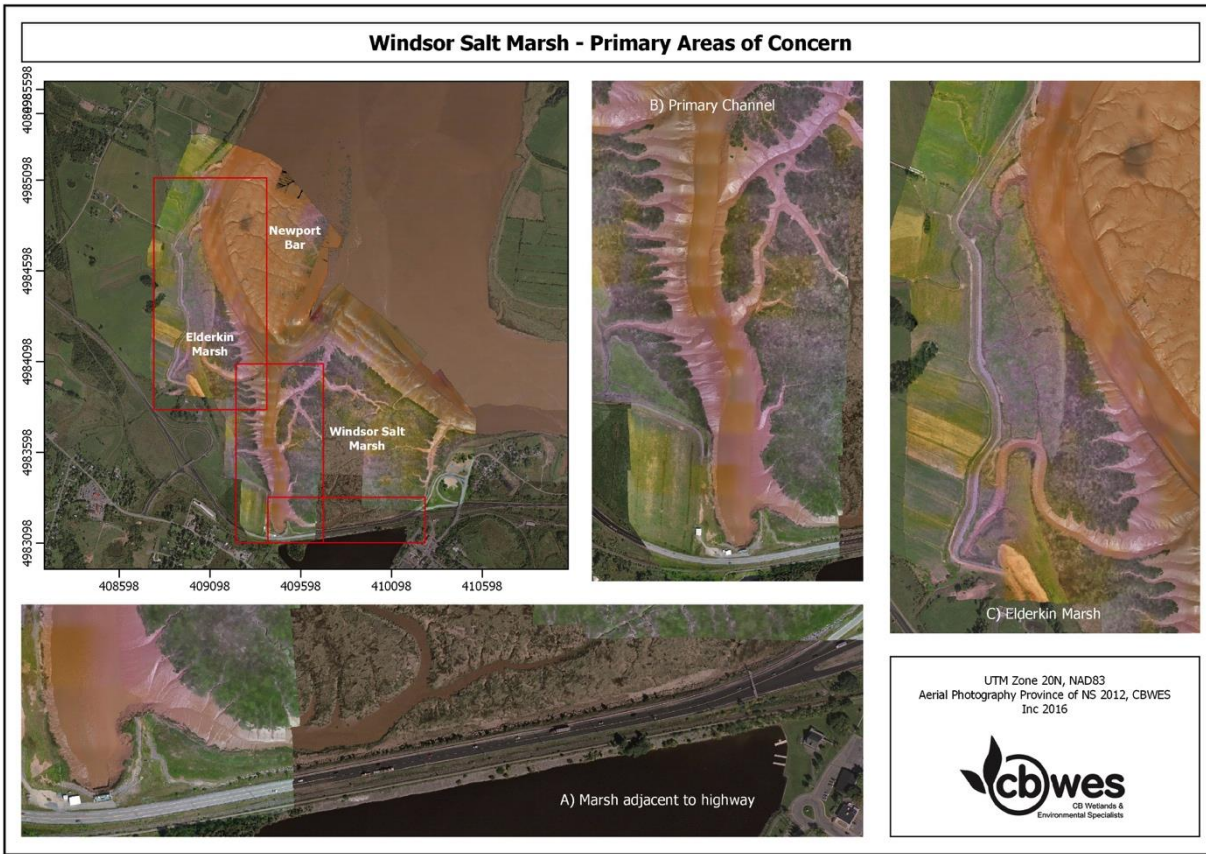 Windsor Salt Marsh - Primary Areas of Concern
4985098
4984598
4984098
4983598
4983098
408598
409098
409598
410098
410598
Newport
Bar
Elderkin
Marsh
Windsor Salt
Marsh
B) Primary Channel
C) Elderkin Marsh
A) Marsh adjacent to highway
UTM Zone 20N, NAD83
Aerial Photography Province of NS 2012, CBWES
Inc 2016
cbwes
CB Wetlands &
Environmental Specialists